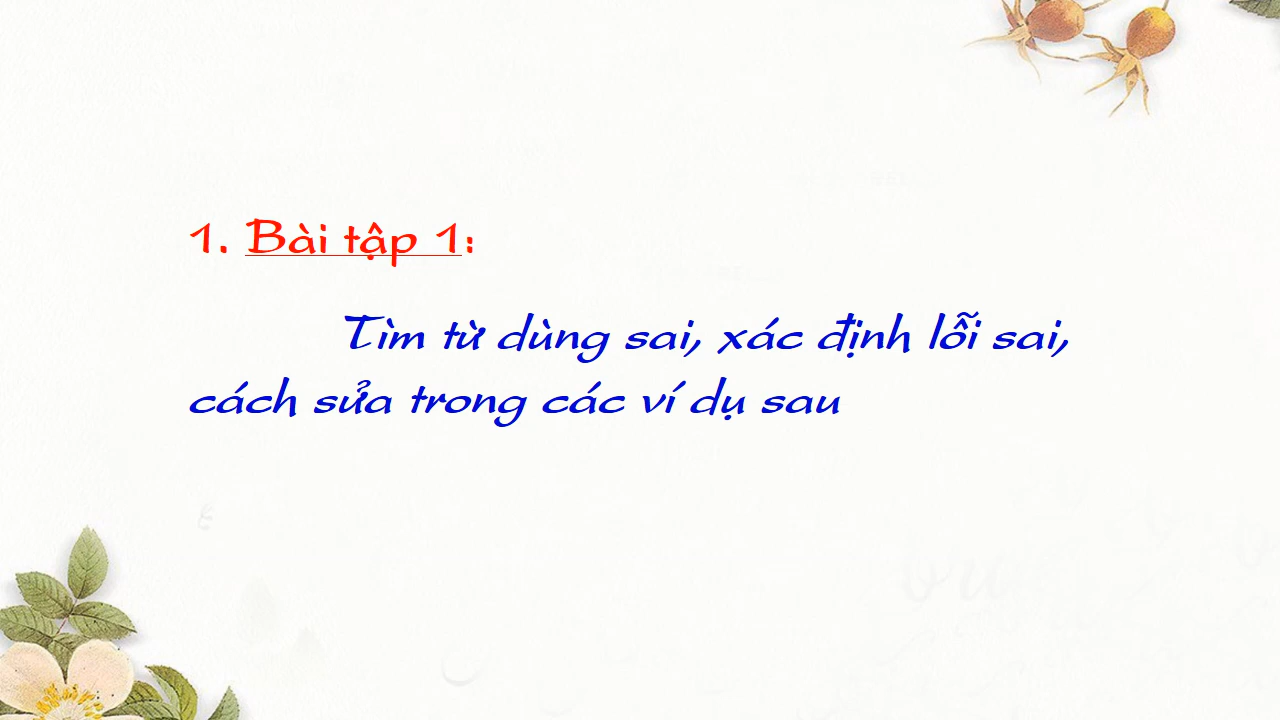 1. Bài tập 1:
Tìm từ dùng sai, xác định lỗi sai,
cách sửa trong các ví dụ sau